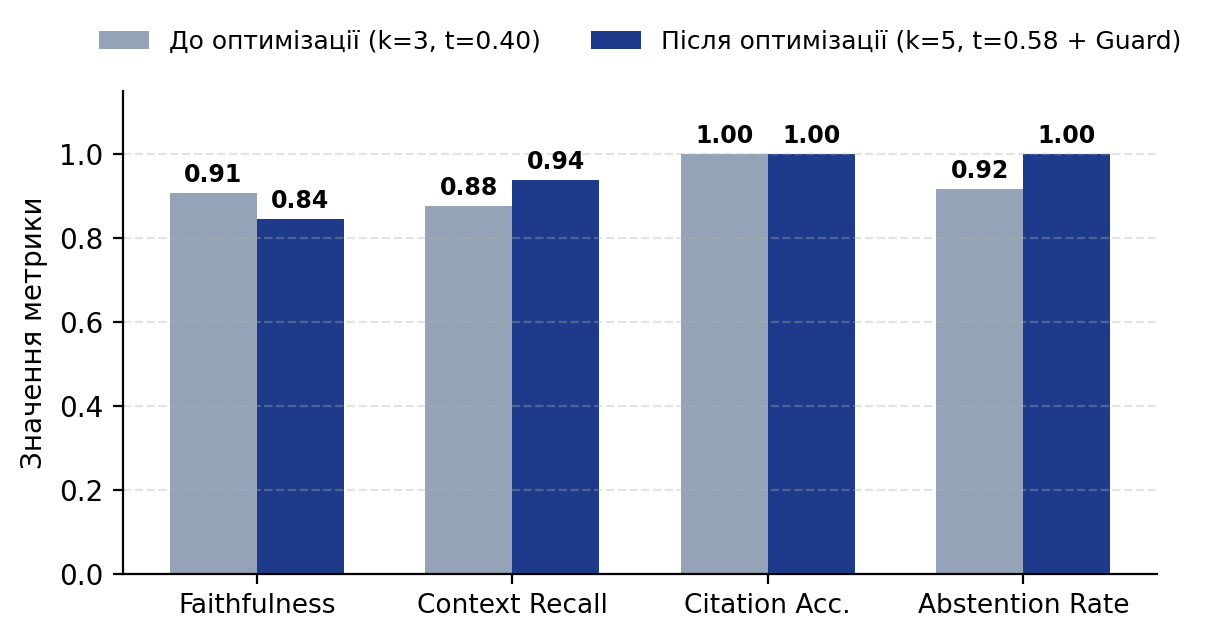 До оптимізації (k=3, t=0.40) Після оптимізації (k=5, t=0.58 + Guard)
Значення метрики
1.0
0.8
0.6
0.4
0.2
0.0
0.91 0.84 0.88 0.94 1.00 1.00 0.92 1.00
Faithfulness Context Recall Citation Acc. Abstention Rate